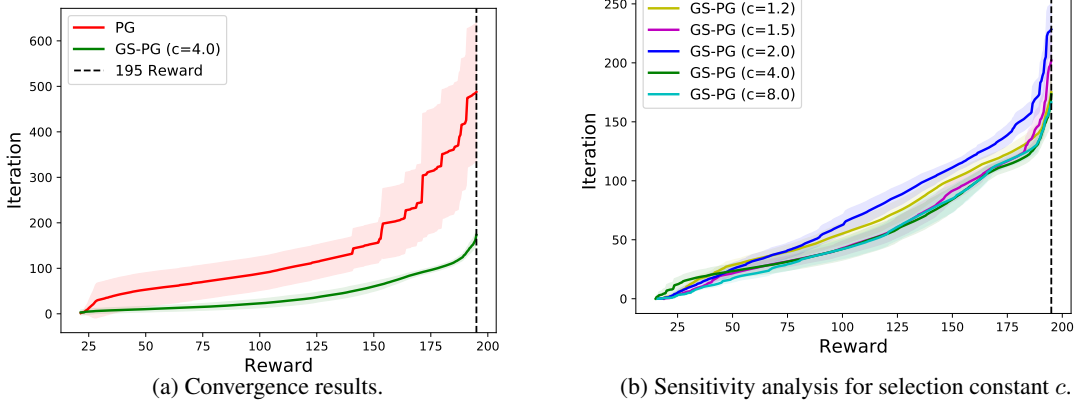 PG
GS-PG (c=4.0)
195 Reward
600
500
400
300
200
100
0
Iteration
25 50 75 100 125 150 175 200
Reward
(a) Convergence results.
GS-PG (c=1.2)
GS-PG (c=1.5)
GS-PG (c=2.0)
GS-PG (c=4.0)
GS-PG (c=8.0)
250
200
150
100
50
0
Iteration
25 50 75 100 125 150 175 200
Reward
(b) Sensitivity analysis for selection constant c.